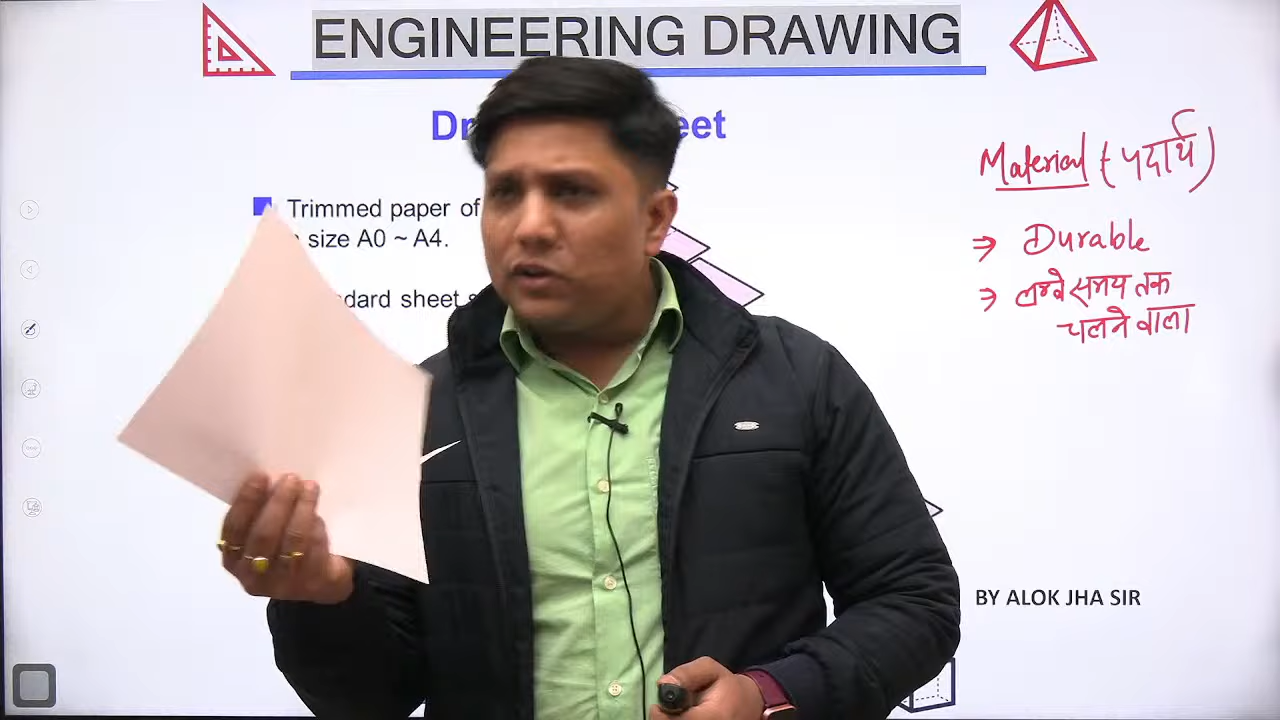 ENGINEERING DRAWING
Trimmed paper of
size A0 ~ A4.
sheet
Material (पदार्थ)
⇒ Durable
⇒ लम्बे समय तक
चलने वाला
BY ALOK JHA SIR